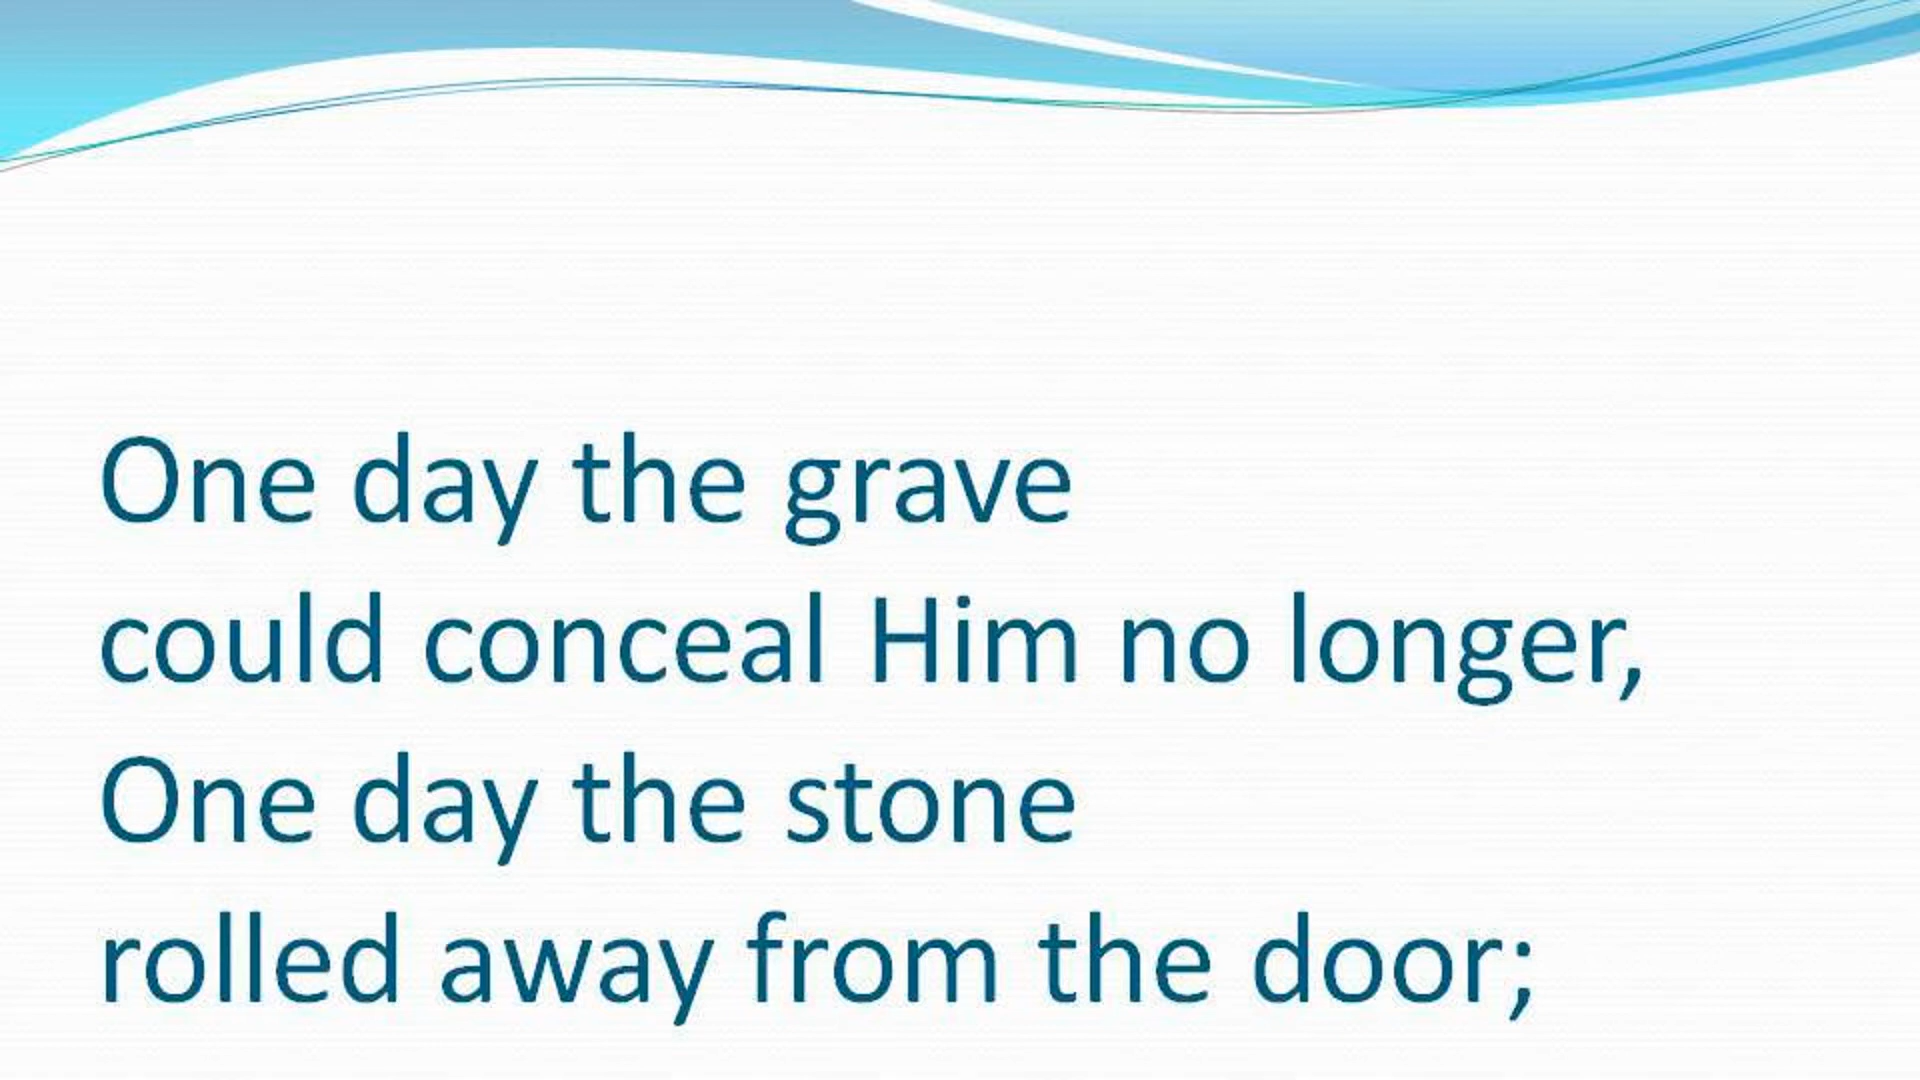 One day the grave
could conceal Him no longer,
One day the stone
rolled away from the door;